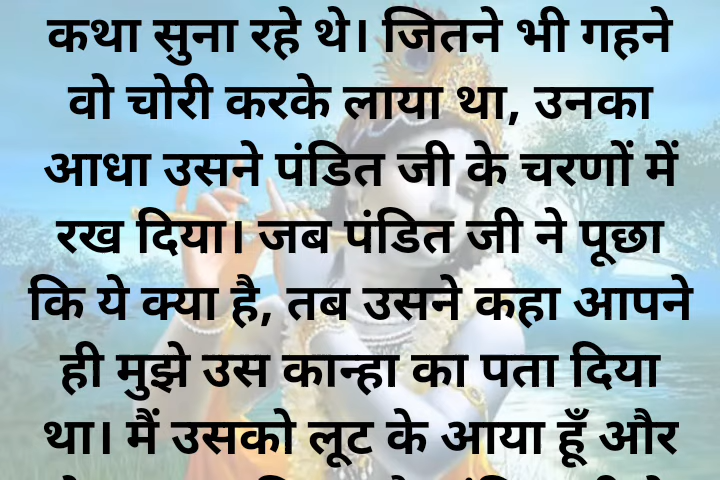 कथा सुना रहे थे। जितने भी गहने
वो चोरी करके लाया था, उनका
आधा उसने पंडित जी के चरणों में
रख दिया। जब पंडित जी ने पूछा
कि ये क्या है, तब उसने कहा आपने
ही मुझे उस कान्हा का पता दिया
था। मैं उसको लूट के आया हूँ और